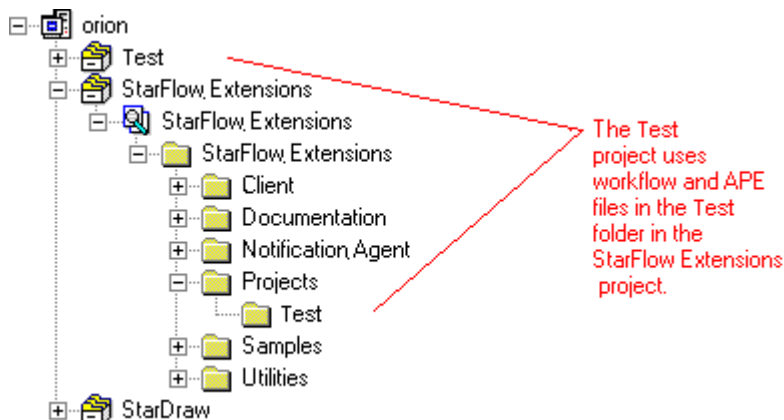 orion
Test
StarFlow Extensions
StarFlow Extensions
StarFlow Extensions
Client
Documentation
Notification Agent
Projects
Test
Samples
Utilities
StarDraw
The Test
project uses
workflow and APE
files in the Test
folder in the
StarFlow Extensions
project.